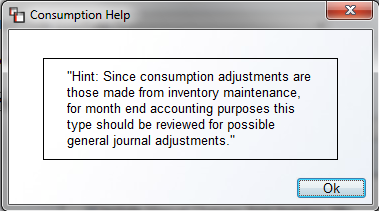 Consumption Help
"Hint: Since consumption adjustments are
those made from inventory maintenance,
for month end accounting purposes this
type should be reviewed for possible
general journal adjustments."
Ok